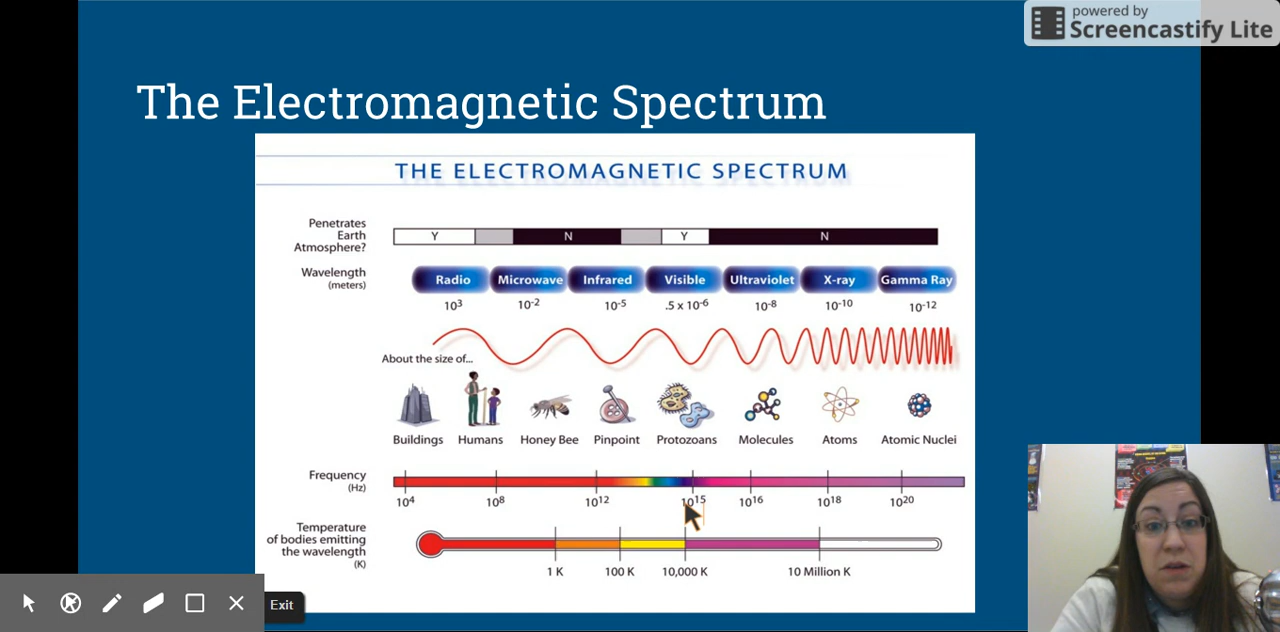 powered by
Screencastify Lite
The Electromagnetic Spectrum
THE ELECTROMAGNETIC SPECTRUM
Penetrates
Earth
Atmosphere?
Y N Y N
Wavelength
(meters)
Radio Microwave Infrared Visible Ultraviolet X-ray Gamma Ray
10³ 10⁻² 10⁻⁵ .5 x 10⁻⁶ 10⁻⁸ 10⁻¹⁰ 10⁻¹²
About the size of...
Buildings Humans Honey Bee Pinpoint Protozoans Molecules Atoms Atomic Nuclei
Frequency
(Hz)
10⁴ 10⁸ 10¹² 10¹⁵ 10¹⁶ 10¹⁸ 10²⁰
Temperature
of bodies emitting
the wavelength
(K)
1 K 100 K 10,000 K 10 Million K
Exit